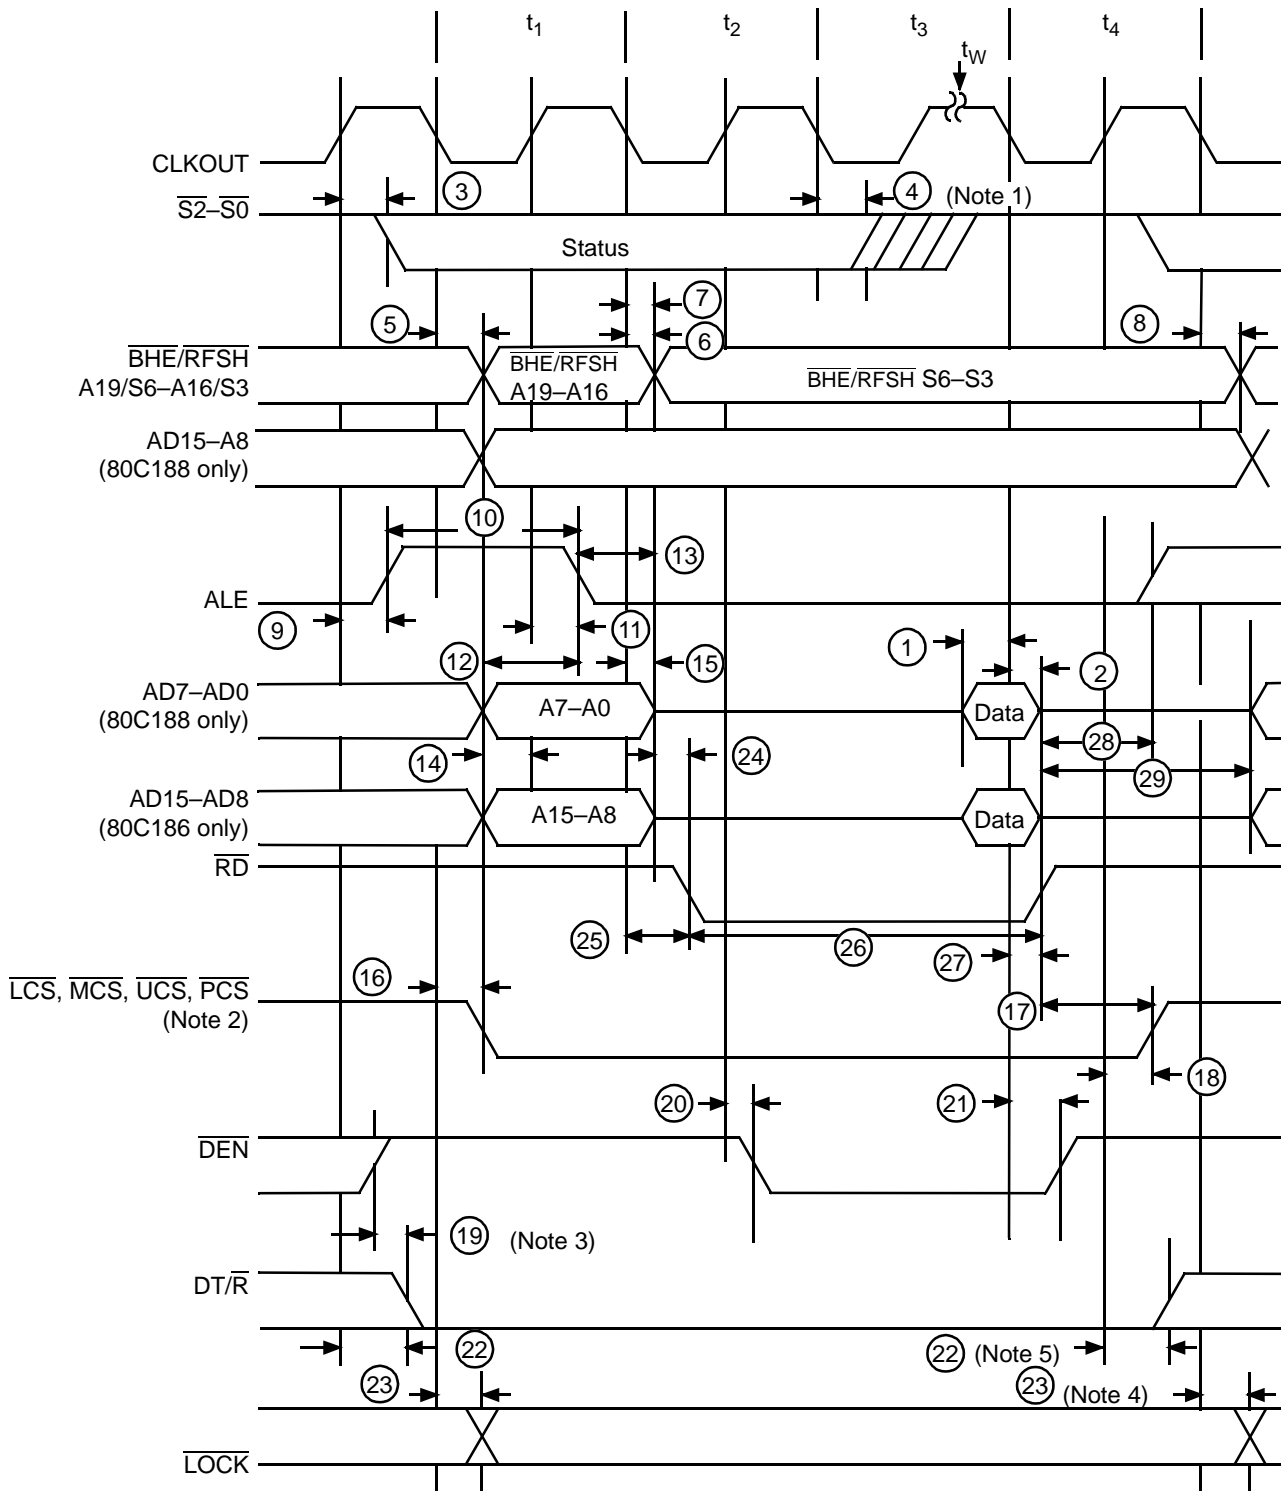 t1 t2 t3 t4
tW
CLKOUT
3 4 (Note 1)
S2–S0
Status
7
5 6 8
BHE/RFSH BHE/RFSH
A19/S6–A16/S3 A19–A16 BHE/RFSH S6–S3
AD15–A8
(80C188 only)
10
13
ALE
9 11 1
12 15 2
AD7–AD0
(80C188 only) A7–A0 Data
14 24 28
29
AD15–AD8
(80C186 only) A15–A8 Data
RD
25 26 27
16
LCS, MCS, UCS, PCS
(Note 2) 17
18
20 21
DEN
19 (Note 3)
DT/R
22 22 (Note 5)
23 23 (Note 4)
LOCK